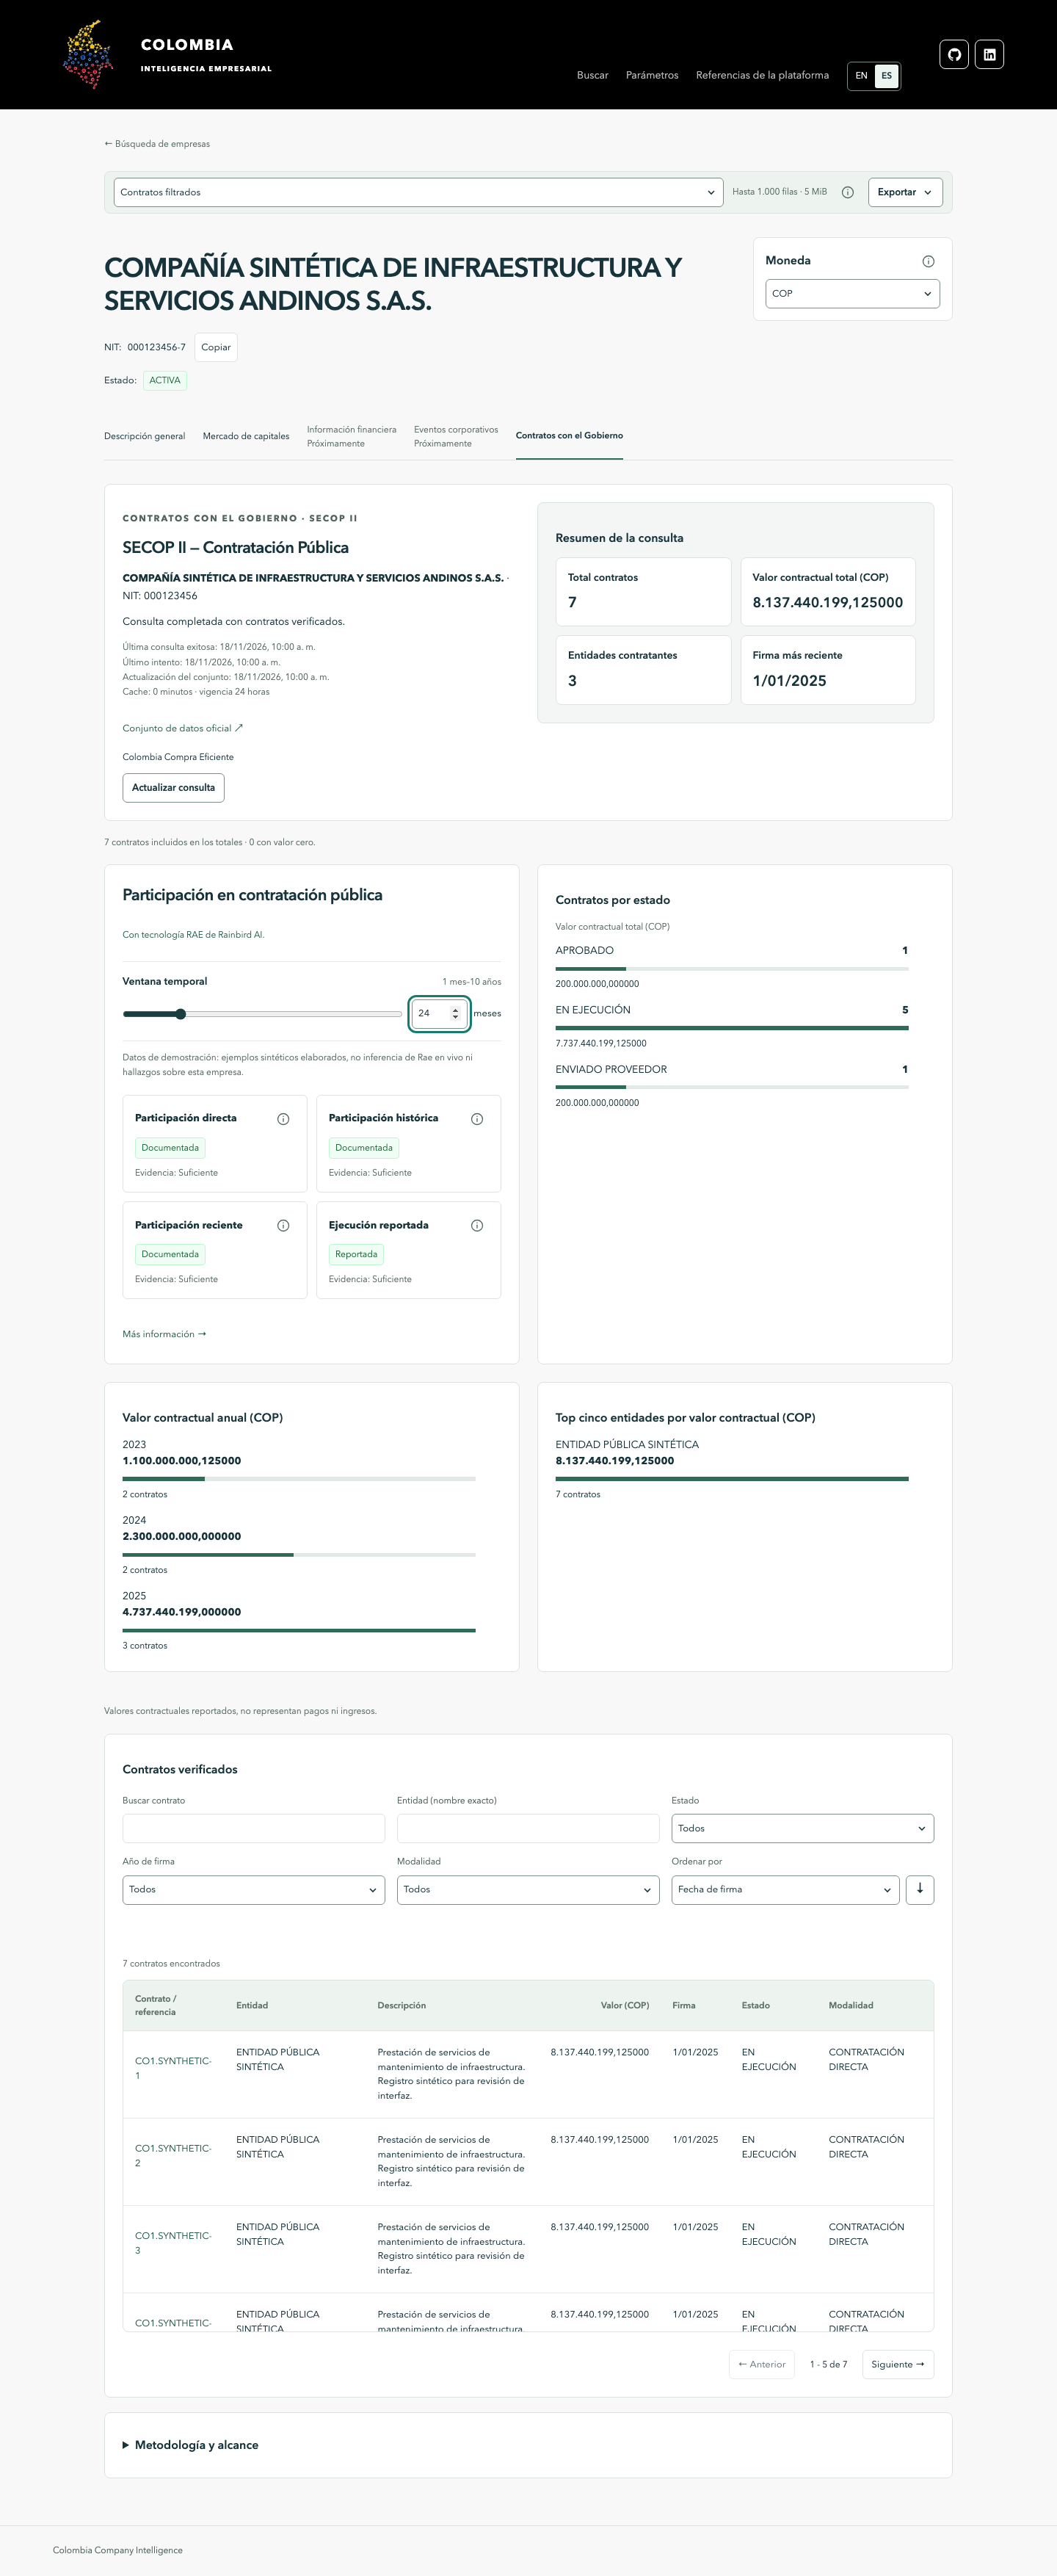 COLOMBIA
INTELIGENCIA EMPRESARIAL
Buscar
Parámetros
Referencias de la plataforma
EN
ES
← Búsqueda de empresas
Contratos filtrados
Hasta 1.000 filas · 5 MiB
Exportar
COMPAÑÍA SINTÉTICA DE INFRAESTRUCTURA Y
SERVICIOS ANDINOS S.A.S.
Moneda
COP
NIT: 000123456-7
Copiar
Estado: ACTIVA
Descripción general
Mercado de capitales
Información financiera
Próximamente
Eventos corporativos
Próximamente
Contratos con el Gobierno
CONTRATOS CON EL GOBIERNO · SECOP II
SECOP II — Contratación Pública
COMPAÑÍA SINTÉTICA DE INFRAESTRUCTURA Y SERVICIOS ANDINOS S.A.S. ·
NIT: 000123456
Consulta completada con contratos verificados.
Última consulta exitosa: 18/11/2026, 10:00 a. m.
Último intento: 18/11/2026, 10:00 a. m.
Actualización del conjunto: 18/11/2026, 10:00 a. m.
Cache: 0 minutos · vigencia 24 horas
Conjunto de datos oficial ↗
Colombia Compra Eficiente
Actualizar consulta
Resumen de la consulta
Total contratos
7
Valor contractual total (COP)
8.137.440.199,125000
Entidades contratantes
3
Firma más reciente
1/01/2025
7 contratos incluidos en los totales · 0 con valor cero.
Participación en contratación pública
Con tecnología RAE de Rainbird AI.
Ventana temporal
1 mes–10 años
24
meses
Datos de demostración: ejemplos sintéticos elaborados, no inferencia de Rae en vivo ni
hallazgos sobre esta empresa.
Participación directa
Documentada
Evidencia: Suficiente
Participación histórica
Documentada
Evidencia: Suficiente
Participación reciente
Documentada
Evidencia: Suficiente
Ejecución reportada
Reportada
Evidencia: Suficiente
Más información →
Contratos por estado
Valor contractual total (COP)
APROBADO 1
200.000.000,000000
EN EJECUCIÓN 5
7.737.440.199,125000
ENVIADO PROVEEDOR 1
200.000.000,000000
Valor contractual anual (COP)
2023
1.100.000.000,125000
2 contratos
2024
2.300.000.000,000000
2 contratos
2025
4.737.440.199,000000
3 contratos
Top cinco entidades por valor contractual (COP)
ENTIDAD PÚBLICA SINTÉTICA
8.137.440.199,125000
7 contratos
Valores contractuales reportados, no representan pagos ni ingresos.
Contratos verificados
Buscar contrato
Entidad (nombre exacto)
Estado
Todos
Año de firma
Todos
Modalidad
Todos
Ordenar por
Fecha de firma
↓
7 contratos encontrados
Contrato /
referencia
Entidad
Descripción
Valor (COP)
Firma
Estado
Modalidad
CO1.SYNTHETIC-
1
ENTIDAD PÚBLICA
SINTÉTICA
Prestación de servicios de
mantenimiento de infraestructura.
Registro sintético para revisión de
interfaz.
8.137.440.199,125000
1/01/2025
EN
EJECUCIÓN
CONTRATACIÓN
DIRECTA
CO1.SYNTHETIC-
2
ENTIDAD PÚBLICA
SINTÉTICA
Prestación de servicios de
mantenimiento de infraestructura.
Registro sintético para revisión de
interfaz.
8.137.440.199,125000
1/01/2025
EN
EJECUCIÓN
CONTRATACIÓN
DIRECTA
CO1.SYNTHETIC-
3
ENTIDAD PÚBLICA
SINTÉTICA
Prestación de servicios de
mantenimiento de infraestructura.
Registro sintético para revisión de
interfaz.
8.137.440.199,125000
1/01/2025
EN
EJECUCIÓN
CONTRATACIÓN
DIRECTA
CO1.SYNTHETIC-
ENTIDAD PÚBLICA
SINTÉTICA
Prestación de servicios de
mantenimiento de infraestructura.
8.137.440.199,125000
1/01/2025
EN
EJECUCIÓN
CONTRATACIÓN
DIRECTA
← Anterior
1 - 5 de 7
Siguiente →
Metodología y alcance
Colombia Company Intelligence